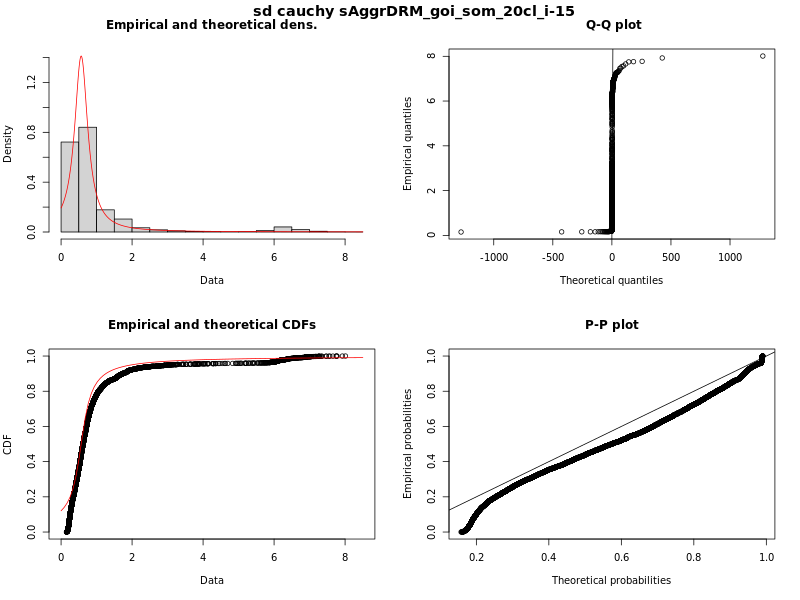 sd cauchy sAggrDRM_goi_som_20cl_i-15
Empirical and theoretical dens.
Density
0.0 0.4 0.8 1.2
0 2 4 6 8
Data
Q-Q plot
Empirical quantiles
0 2 4 6 8
-1000 -500 0 500 1000
Theoretical quantiles
Empirical and theoretical CDFs
CDF
0.0 0.2 0.4 0.6 0.8 1.0
0 2 4 6 8
Data
P-P plot
Empirical probabilities
0.0 0.2 0.4 0.6 0.8 1.0
0.2 0.4 0.6 0.8 1.0
Theoretical probabilities